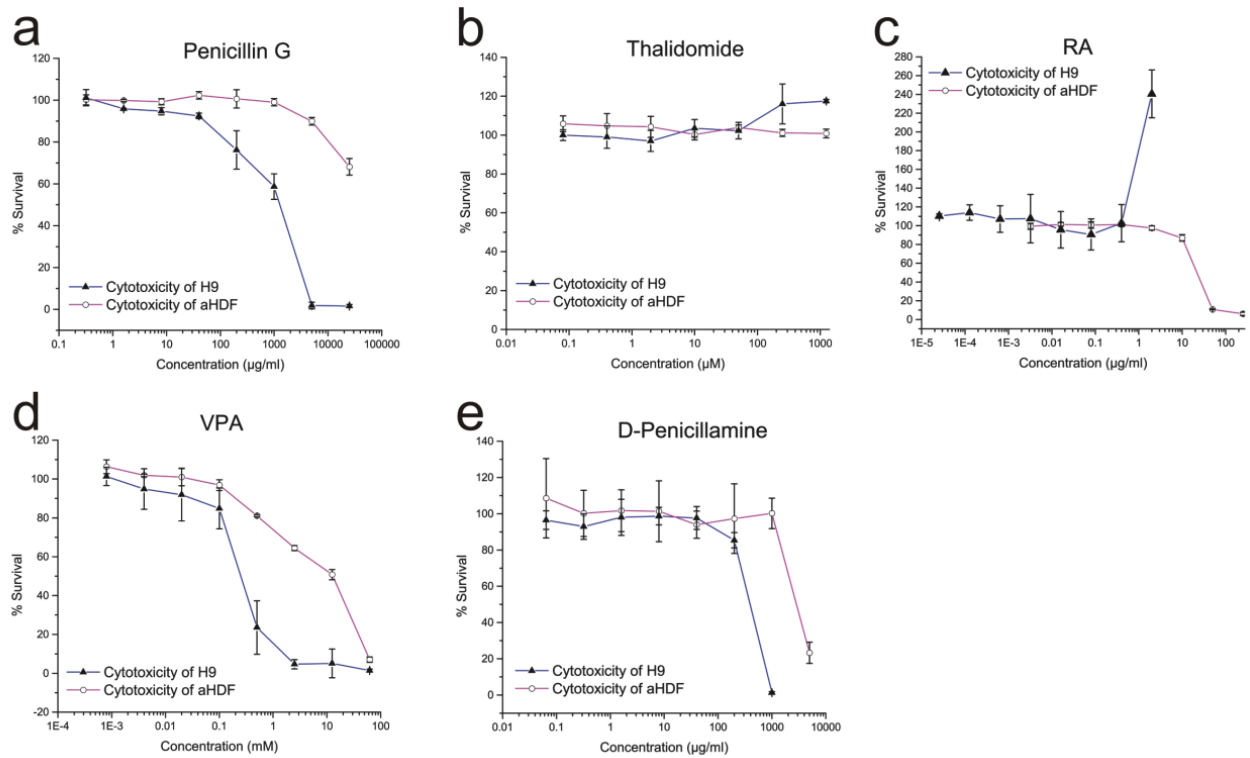 a
Penicillin G
120
100
80
60
40
20
0
% Survival
Cytotoxicity of H9
Cytotoxicity of aHDF
0.1 1 10 100 1000 10000 100000
Concentration (µg/ml)
b
Thalidomide
140
120
100
80
60
40
20
0
% Survival
Cytotoxicity of H9
Cytotoxicity of aHDF
0.1 1 10 100 1000
Concentration (µM)
c
RA
Cytotoxicity of H9
Cytotoxicity of aHDF
260
240
220
200
180
160
140
120
100
80
60
40
20
0
% Survival
1E-5 1E-4 1E-3 0.01 0.1 1 10 100
Concentration (µg/ml)
d
VPA
120
100
80
60
40
20
0
-20
% Survival
Cytotoxicity of H9
Cytotoxicity of aHDF
1E-4 1E-3 0.01 0.1 1 10 100
Concentration (mM)
e
D-Penicillamine
140
120
100
80
60
40
20
0
% Survival
Cytotoxicity of H9
Cytotoxicity of aHDF
0.01 0.1 1 10 100 1000 10000
Concentration (µg/ml)